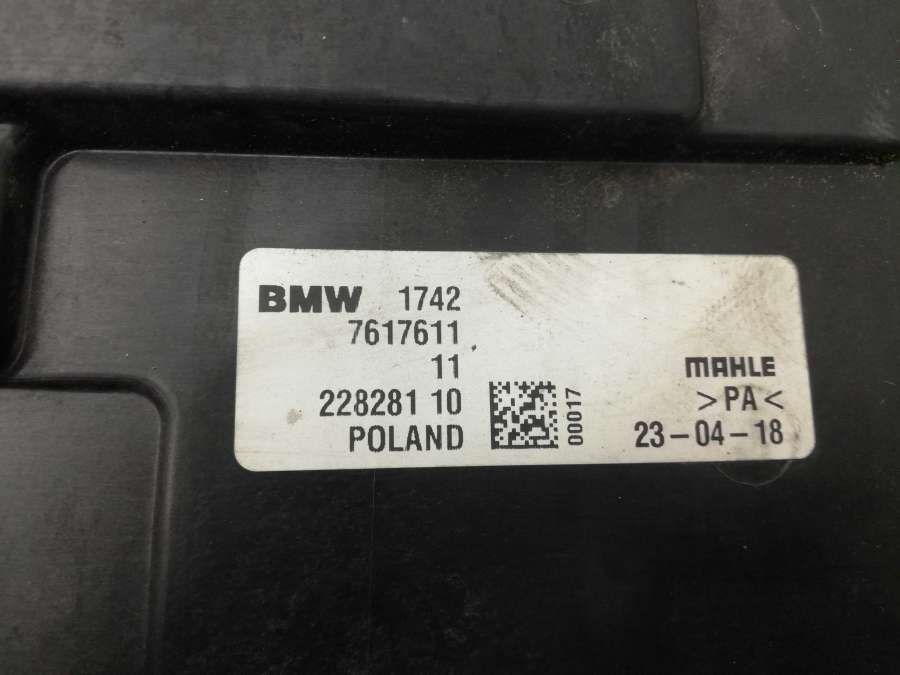 BMW 1742
7617611
11
228281 10
POLAND
00017
MAHLE
>PA<
23-04-18